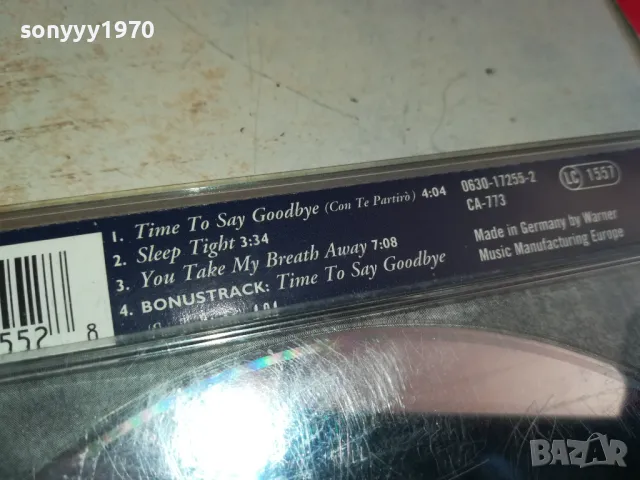 sonyyy1970
1. Time To Say Goodbye (Con Te Partirò) 4:04
2. Sleep Tight 3:34
3. You Take My Breath Away 7:08
4. BONUSTRACK: Time To Say Goodbye
0630-17255-2
CA-773
LC 1557
Made in Germany by Warner
Music Manufacturing Europe
5572 8
BAZAR